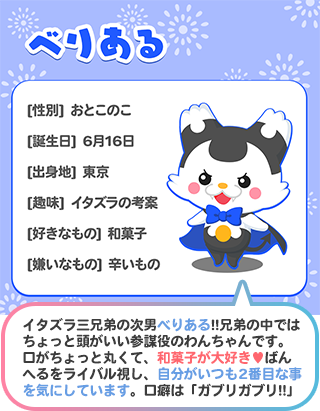 べりある
[性別] おとこのこ
[誕生日] 6月16日
[出身地] 東京
[趣味] イタズラの考案
[好きなもの] 和菓子
[嫌いなもの] 辛いもの
イタズラ三兄弟の次男べりある!!兄弟の中では
ちょっと頭がいい参謀役のわんちゃんです。
口がちょっと丸くて、和菓子が大好き♥ばん
へるをライバル視し、自分がいつも2番目な事
を気にしています。口癖は「ガブリガブリ!!」